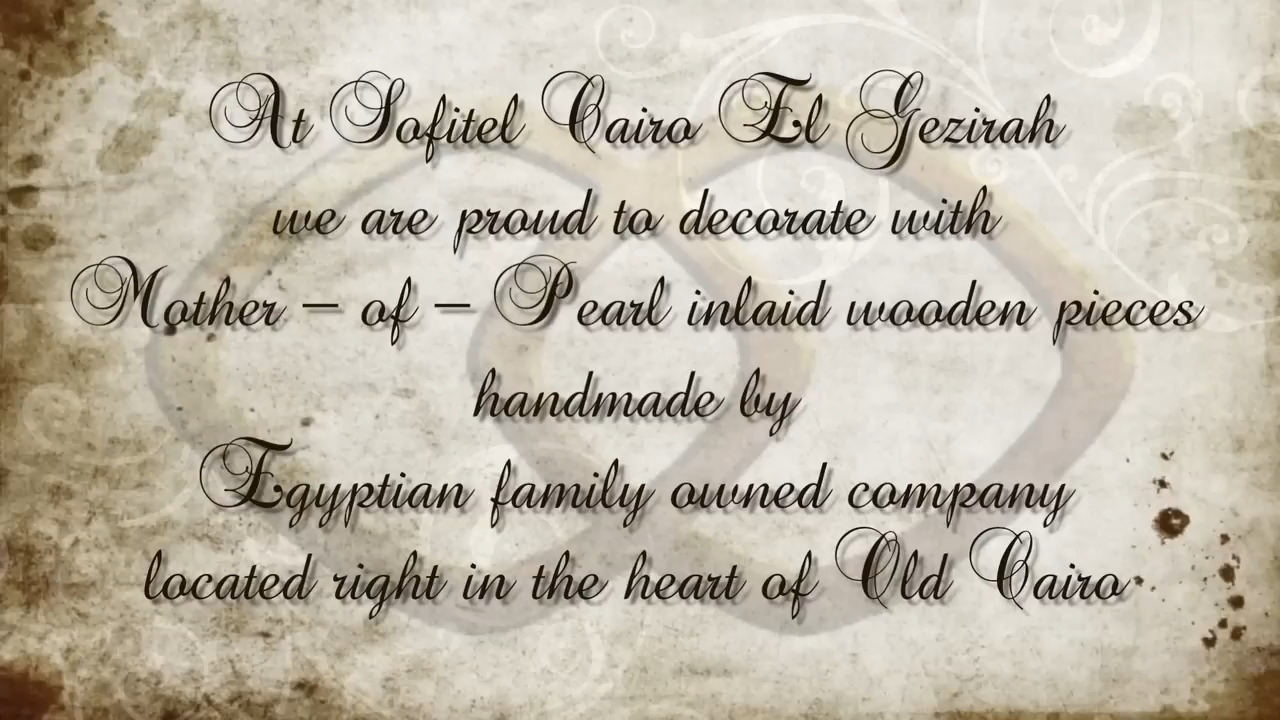 At Sofitel Cairo El Gezirah
we are proud to decorate with
Mother – of – Pearl inlaid wooden pieces
handmade by
Egyptian family owned company
located right in the heart of Old Cairo